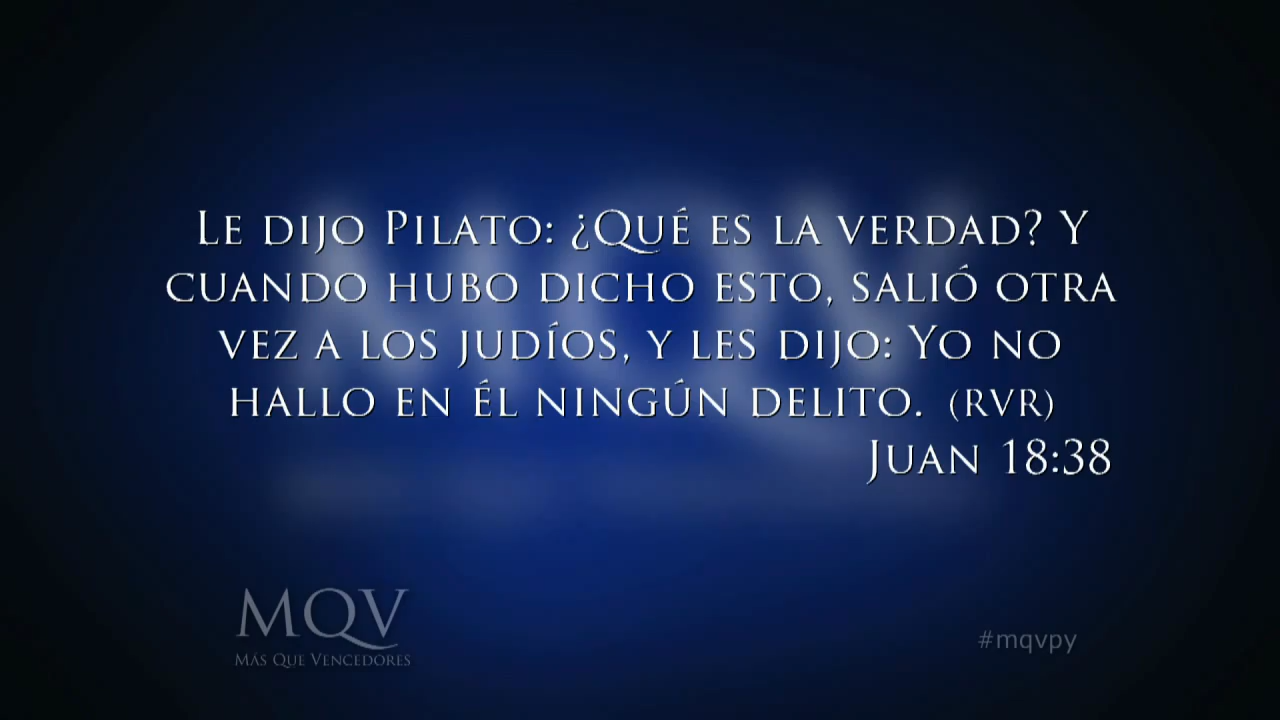 Le dijo Pilato: ¿Qué es la verdad? Y
cuando hubo dicho esto, salió otra
vez a los judíos, y les dijo: Yo no
hallo en él ningún delito. (RVR)
Juan 18:38
MQV
Más Que Vencedores
#mqvpy